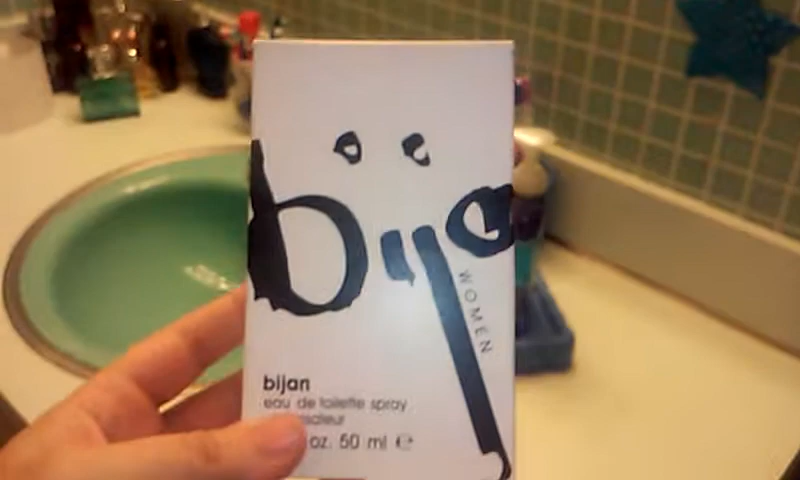 bija
WOMEN
bijan
eau de toilette spray
oz. 50 ml ℮